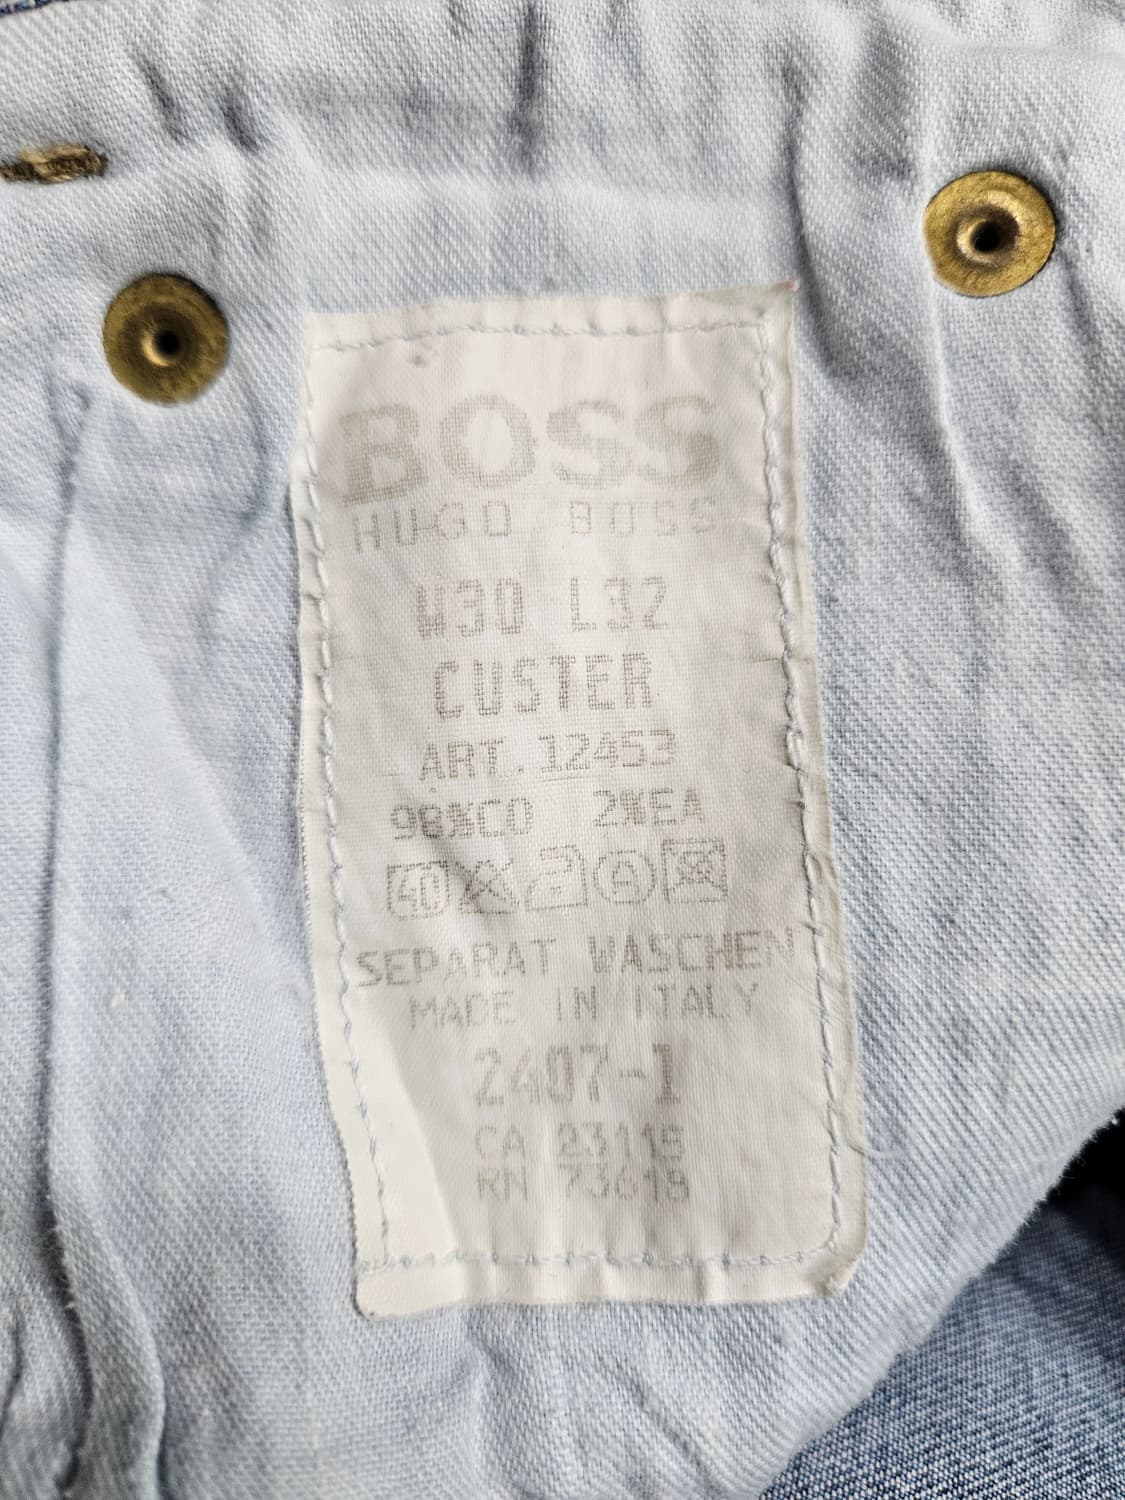 BOSS
HUGO BOSS
W30 L32
CUSTER
ART. 12453
98%CO 2%EA
40 A
SEPARAT WASCHEN
MADE IN ITALY
2407-1
CA 23115
RN 73618